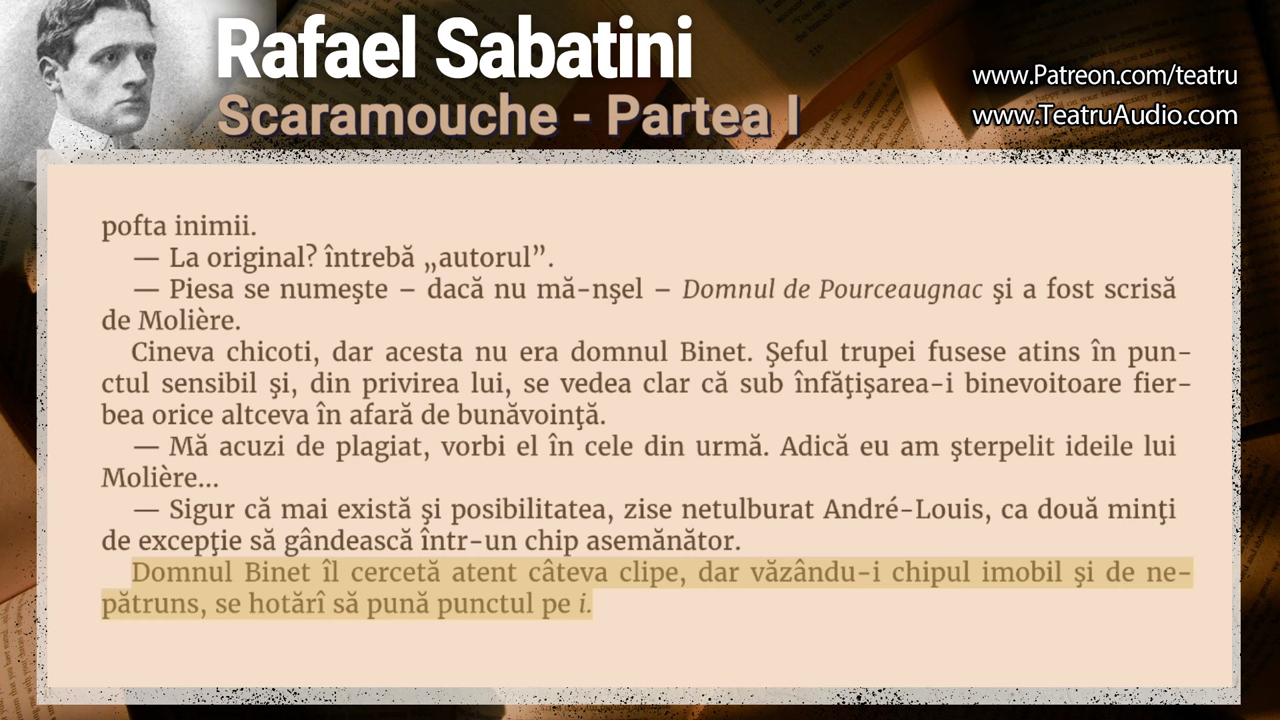 Rafael Sabatini
Scaramouche - Partea I
www.Patreon.com/teatru
www.TeatruAudio.com
pofta inimii.
— La original? întrebă „autorul”.
— Piesa se numeşte – dacă nu mă-nşel – Domnul de Pourceaugnac şi a fost scrisă
de Molière.
Cineva chicoti, dar acesta nu era domnul Binet. Şeful trupei fusese atins în pun-
ctul sensibil şi, din privirea lui, se vedea clar că sub înfăţişarea-i binevoitoare fier-
bea orice altceva în afară de bunăvoinţă.
— Mă acuzi de plagiat, vorbi el în cele din urmă. Adică eu am şterpelit ideile lui
Molière...
— Sigur că mai există şi posibilitatea, zise netulburat André-Louis, ca două minţi
de excepţie să gândească într-un chip asemănător.
Domnul Binet îl cercetă atent câteva clipe, dar văzându-i chipul imobil şi de ne-
pătruns, se hotărî să pună punctul pe i.